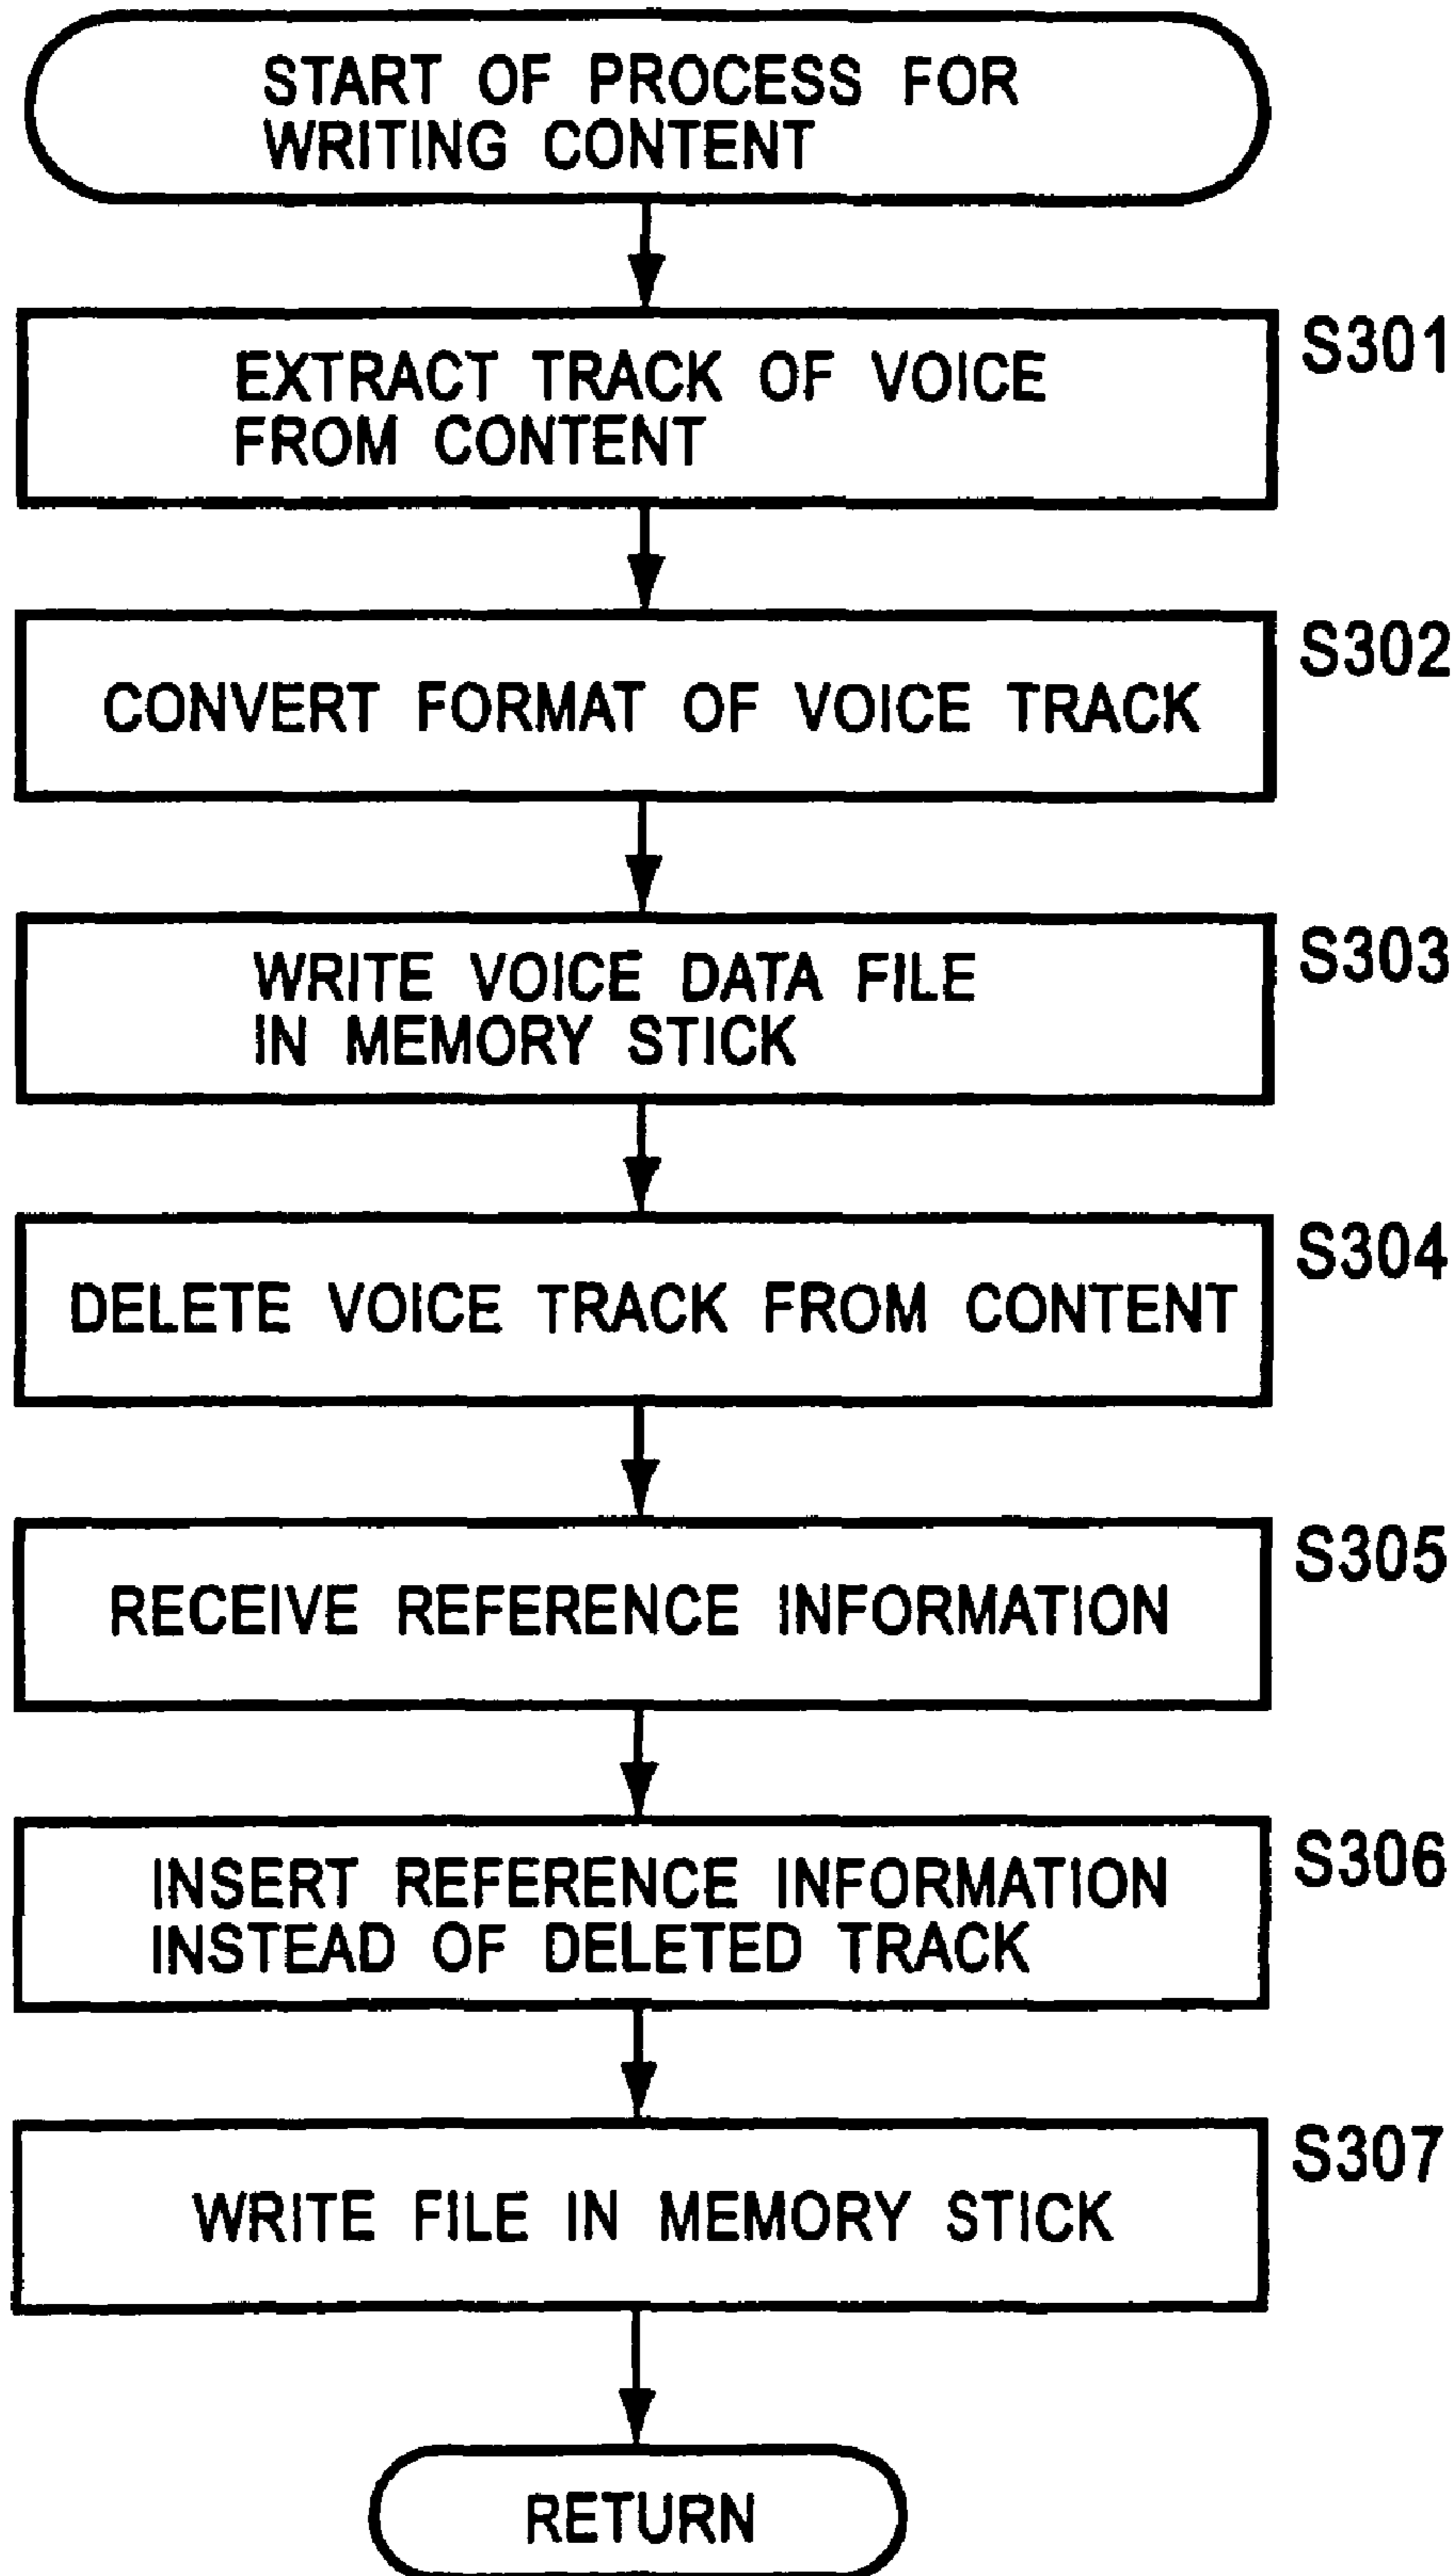 START OF PROCESS FOR
WRITING CONTENT
S301
EXTRACT TRACK OF VOICE
FROM CONTENT
S302
CONVERT FORMAT OF VOICE TRACK
S303
WRITE VOICE DATA FILE
IN MEMORY STICK
S304
DELETE VOICE TRACK FROM CONTENT
S305
RECEIVE REFERENCE INFORMATION
S306
INSERT REFERENCE INFORMATION
INSTEAD OF DELETED TRACK
S307
WRITE FILE IN MEMORY STICK
RETURN